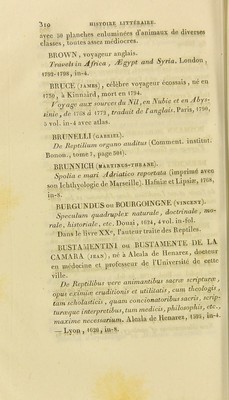 310 HISTOIRE LITTÉRAIRE.
avec 50 planches enluminées d'animaux de diverses
classes, toutes assez médiocres.
BROWN, voyageur anglais.
Travels in Africa, Ægypt and Syria. London,
1792-1798, in-4.
BRUCE (JAMES), célèbre voyageur écossais, né en
1730, à Kinnaird, mort en 1794.
Voyage aux sources du Nil, en Nubie et en Abys-
sinie, de 1768 à 1772, traduit de l'anglais. Paris, 1790,
5 vol. in-4 avec atlas.
BRUNELLI (GABRIEL).
De Reptilium organo auditus (Comment. institut.
Bonon., tome 7, page 301).
BRUNNICH (MARTINUS-THRANE).
Spolia e mari Adriatico reportata (imprimé avec
son Ichthyologie de Marseille). Hafniæ et Lipsiæ, 1768,
in-8.
BURGUNDUS OU BOURGOINGNE (VINCENT).
Speculum quadruplex naturale, doctrinale, mo-
rale, historiale, etc. Douai, 1624, 4 vol. in-fol.
Dans le livre XXe, l'auteur traite des Reptiles.
BUSTAMENTINI OU BUSTAMENTE DE LA
CAMARA (JEAN), né à Alcala de Henares, docteur
en médecine et professeur de l'Université de cette
ville.
De Reptilibus vere animantibus sacræ scripturæ,
opus eximiæ eruditionis et utilitatis, cum theologis,
tam scholasticis, quam concionatoribus sacris, scrip-
turæque interpretibus, tum medicis, philosophis, etc.,
maxime necessarium. Alcala de Henares, 1595, in-4.
— Lyon, 1620, in-8.